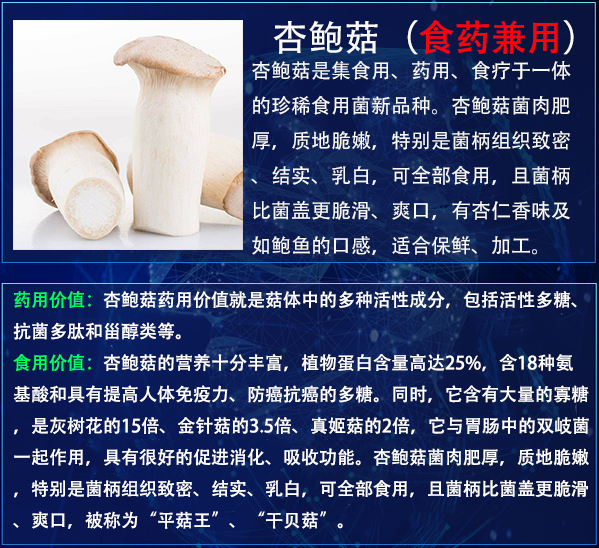 杏鲍菇（食药兼用）
杏鲍菇是集食用、药用、食疗于一体
的珍稀食用菌新品种。杏鲍菇菌肉肥
厚，质地脆嫩，特别是菌柄组织致密
、结实、乳白，可全部食用，且菌柄
比菌盖更脆滑、爽口，有杏仁香味及
如鲍鱼的口感，适合保鲜、加工。
药用价值：杏鲍菇药用价值就是菇体中的多种活性成分，包括活性多糖、
抗菌多肽和甾醇类等。
食用价值：杏鲍菇的营养十分丰富，植物蛋白含量高达25%，含18种氨
基酸和具有提高人体免疫力、防癌抗癌的多糖。同时，它含有大量的寡糖
，是灰树花的15倍、金针菇的3.5倍、真姬菇的2倍，它与胃肠中的双歧菌
一起作用，具有很好的促进消化、吸收功能。杏鲍菇菌肉肥厚，质地脆嫩
，特别是菌柄组织致密、结实、乳白，可全部食用，且菌柄比菌盖更脆滑
、爽口，被称为“平菇王”、“干贝菇”。